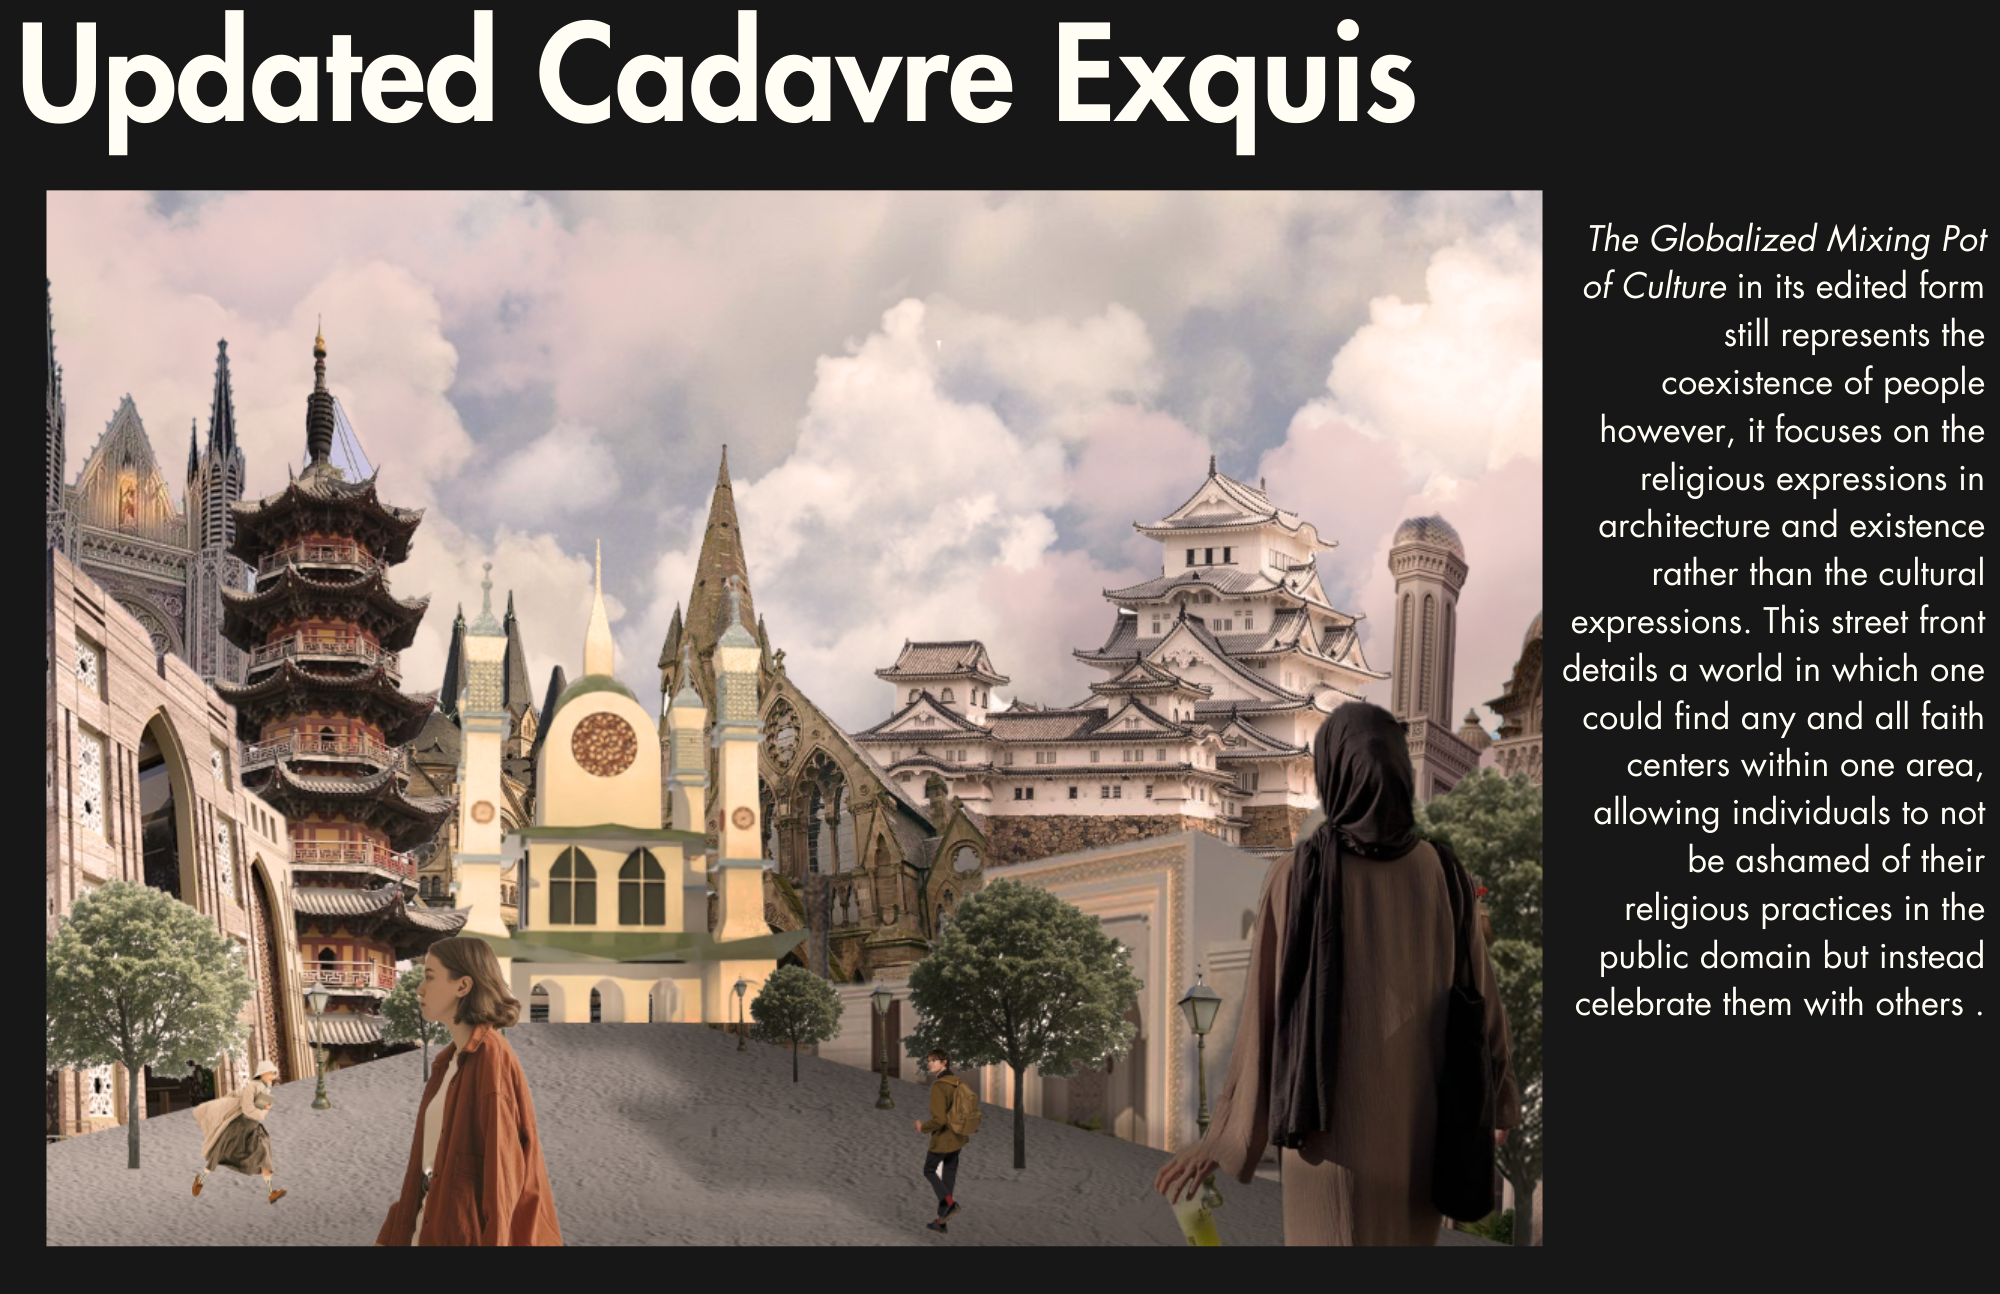 Updated Cadavre Exquis
The Globalized Mixing Pot
of Culture in its edited form
still represents the
coexistence of people
however, it focuses on the
religious expressions in
architecture and existence
rather than the cultural
expressions. This street front
details a world in which one
could find any and all faith
centers within one area,
allowing individuals to not
be ashamed of their
religious practices in the
public domain but instead
celebrate them with others .